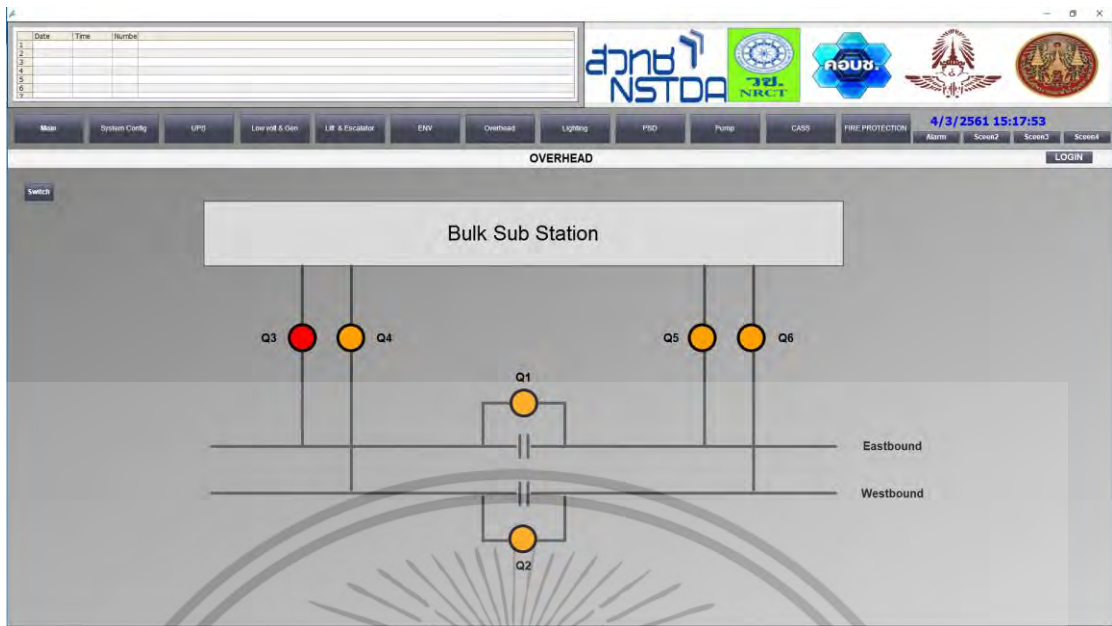 Date Time Numbe
1
2
3
4
5
6
7
สวทช
NSTDA
วช.
NRCT
คอบช.
Main System Config UPS Low volt & Gen Lift & Escalator ENV Overhead Lighting PSD Pump CASS FIRE PROTECTION
4/3/2561 15:17:53
Alarm Sceen2 Sceen3 Sceen4
OVERHEAD
LOGIN
Switch
Bulk Sub Station
Q3 Q4 Q5 Q6
Q1
Eastbound
Westbound
Q2